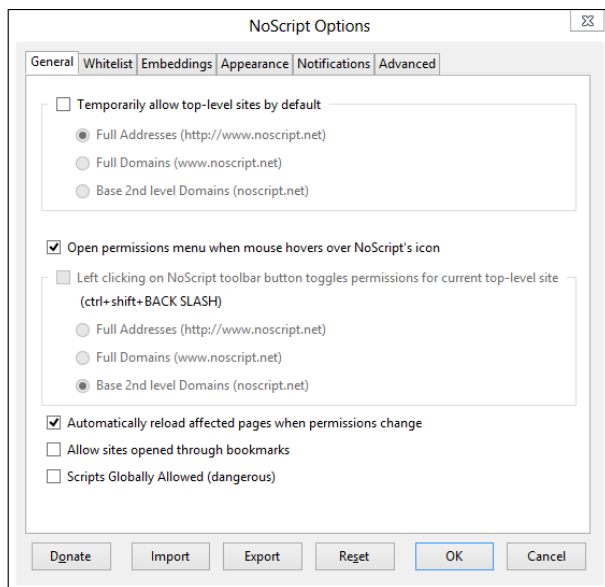 NoScript Options
General Whitelist Embeddings Appearance Notifications Advanced
Temporarily allow top-level sites by default
Full Addresses (http://www.noscript.net)
Full Domains (www.noscript.net)
Base 2nd level Domains (noscript.net)
Open permissions menu when mouse hovers over NoScript's icon
Left clicking on NoScript toolbar button toggles permissions for current top-level site
(ctrl+shift+BACK SLASH)
Full Addresses (http://www.noscript.net)
Full Domains (www.noscript.net)
Base 2nd level Domains (noscript.net)
Automatically reload affected pages when permissions change
Allow sites opened through bookmarks
Scripts Globally Allowed (dangerous)
Donate Import Export Reset OK Cancel